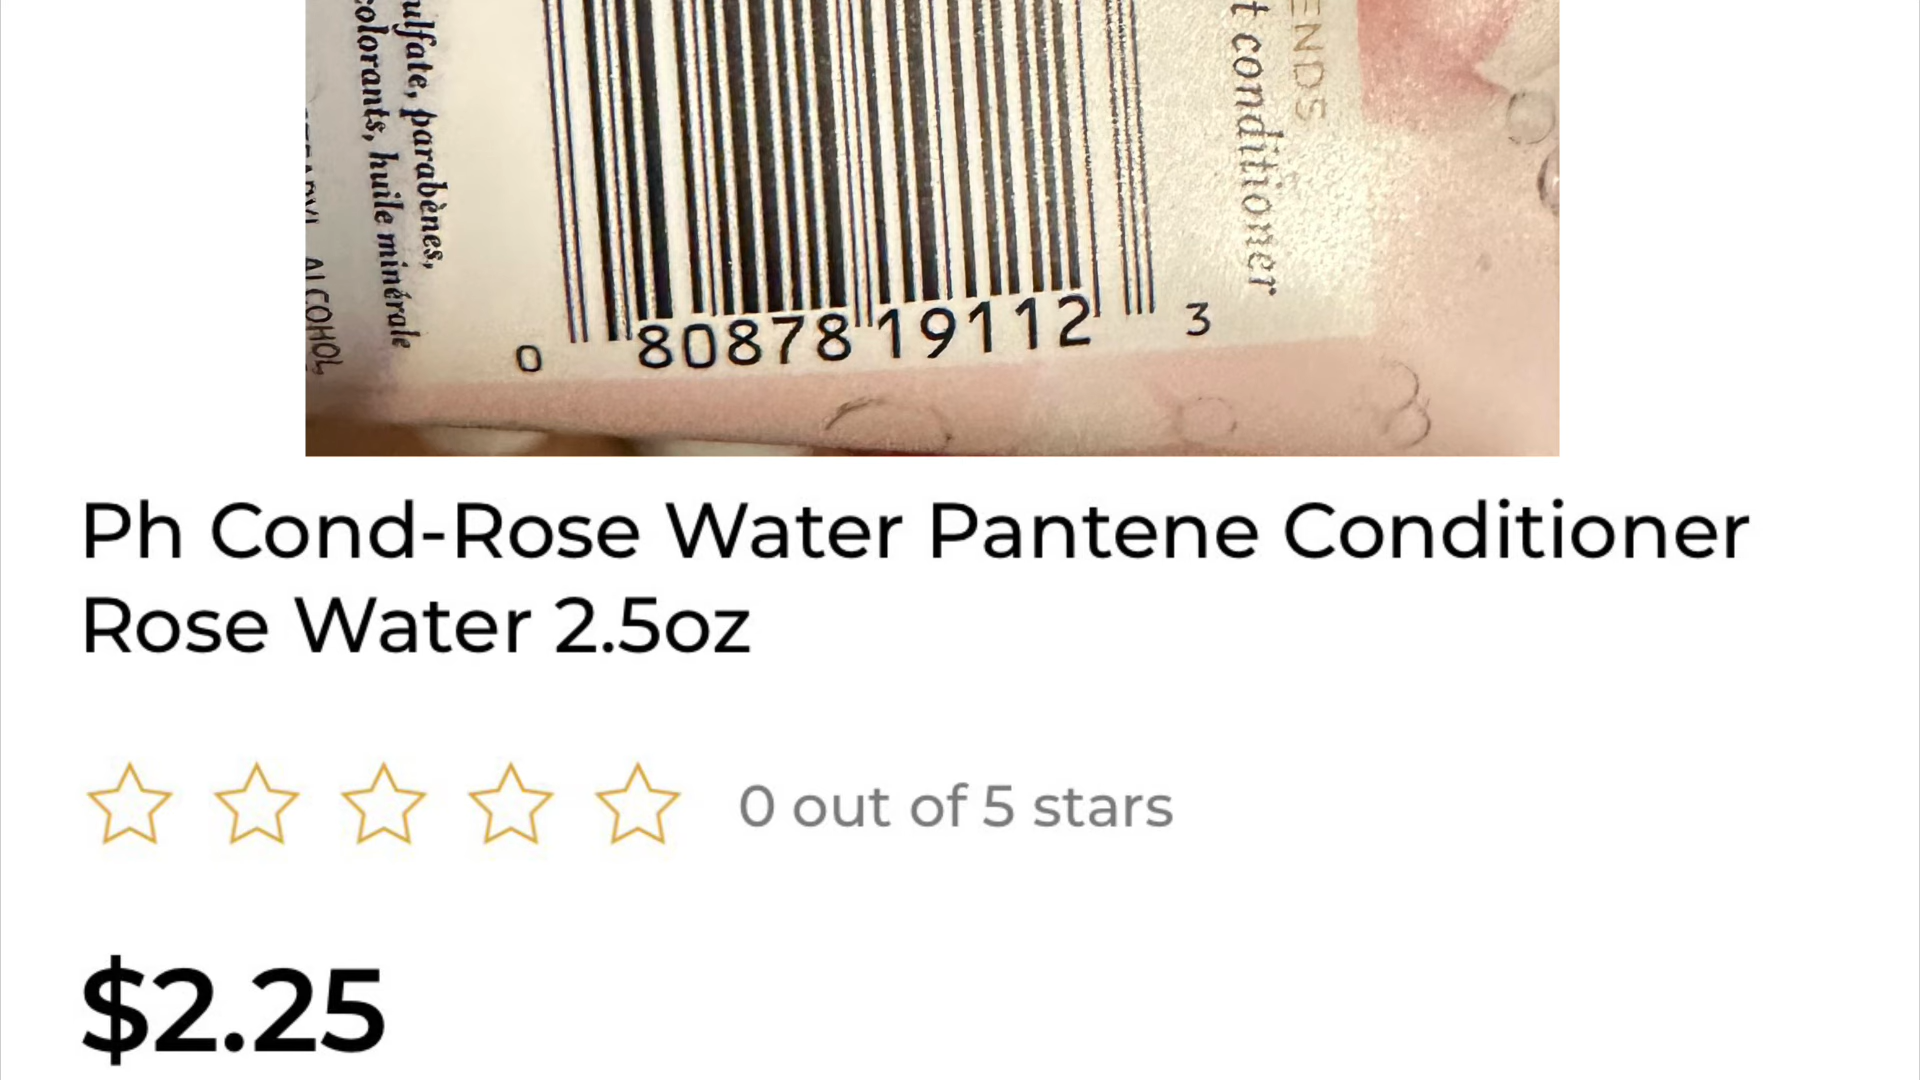 ulfate, parabènes,
colorants, huile minérale
ALCOHOL
ENDS
t conditioner
0 80878 19112 3
Ph Cond-Rose Water Pantene Conditioner
Rose Water 2.5oz
0 out of 5 stars
$2.25